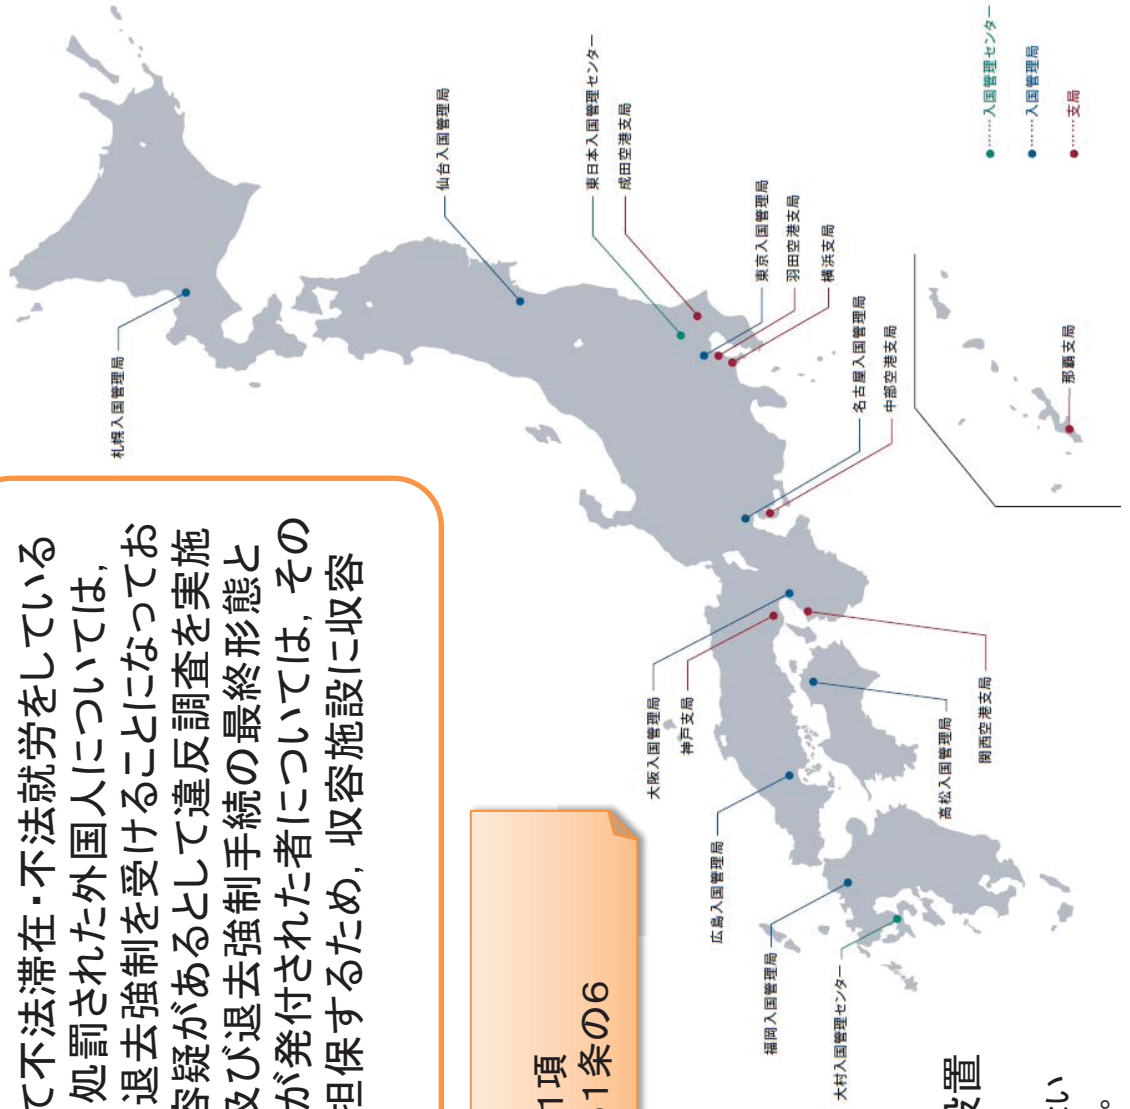 て不法滞在・不法就労をしている
処罰された外国人については,
退去強制を受けることになってお
容疑があるとして違反調査を実施
及び退去強制手続の最終形態と
が発付された者については, その
担保するため, 収容施設に収容
1項
1条の6
設置
い
。
札幌入国管理局
仙台入国管理局
東日本入国管理センター
成田空港支局
東京入国管理局
羽田空港支局
横浜支局
名古屋入国管理局
中部空港支局
大阪入国管理局
神戸支局
関西空港支局
高松入国管理局
広島入国管理局
福岡入国管理局
大村入国管理センター
那覇支局
●……入国管理センター
●……入国管理局
●……支局